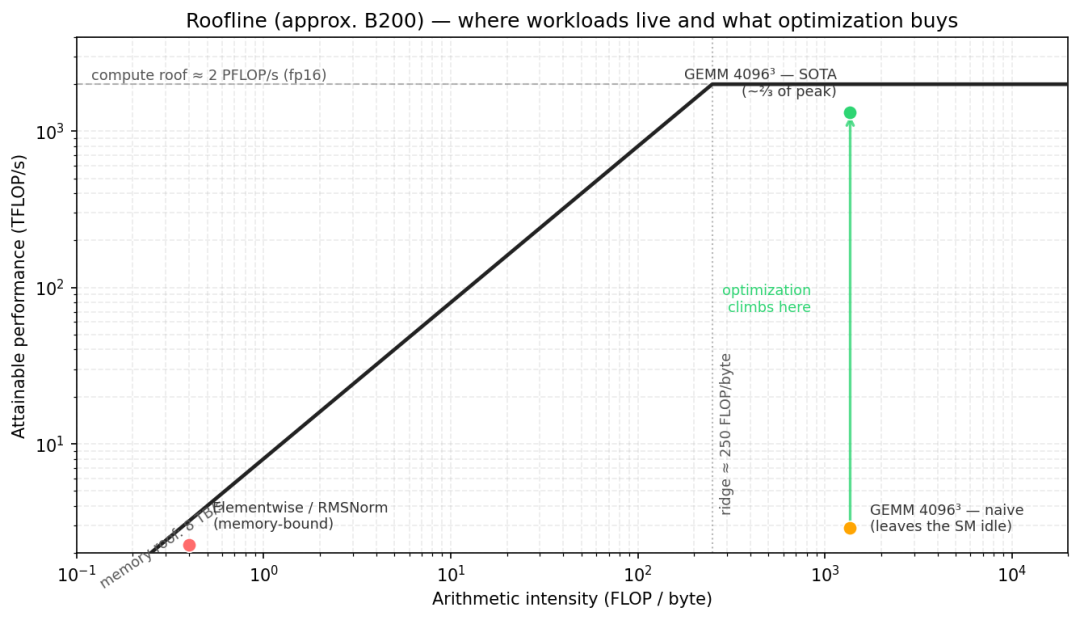 Roofline (approx. B200) — where workloads live and what optimization buys
compute roof ≈ 2 PFLOP/s (fp16)
GEMM 4096³ — SOTA
(~⅔ of peak)
optimization
climbs here
ridge ≈ 250 FLOP/byte
Elementwise / RMSNorm
(memory-bound)
memory roof: 8
GEMM 4096³ — naive
(leaves the SM idle)
Attainable performance (TFLOP/s)
10³
10²
10¹
10⁻¹ 10⁰ 10¹ 10² 10³ 10⁴
Arithmetic intensity (FLOP / byte)